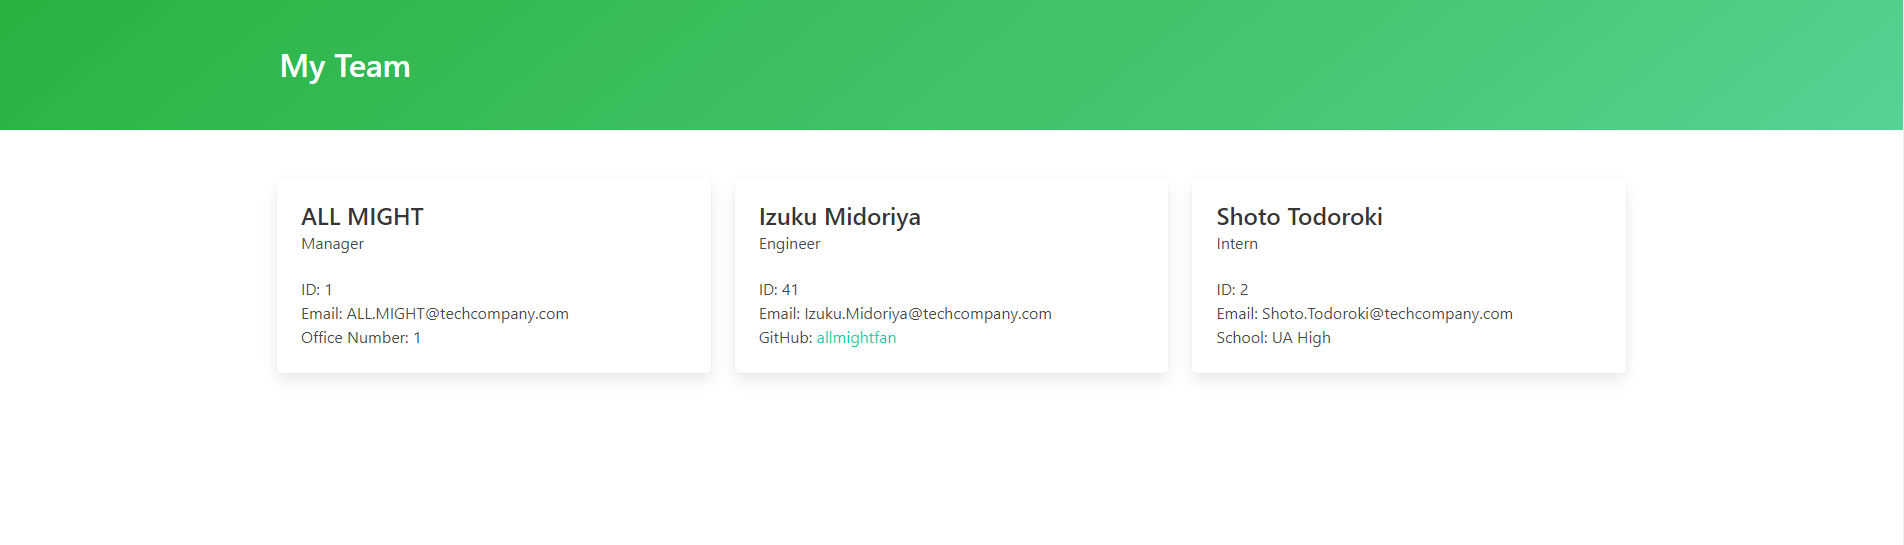 My Team
ALL MIGHT
Manager
ID: 1
Email: ALL.MIGHT@techcompany.com
Office Number: 1
Izuku Midoriya
Engineer
ID: 41
Email: Izuku.Midoriya@techcompany.com
GitHub: allmightfan
Shoto Todoroki
Intern
ID: 2
Email: Shoto.Todoroki@techcompany.com
School: UA High